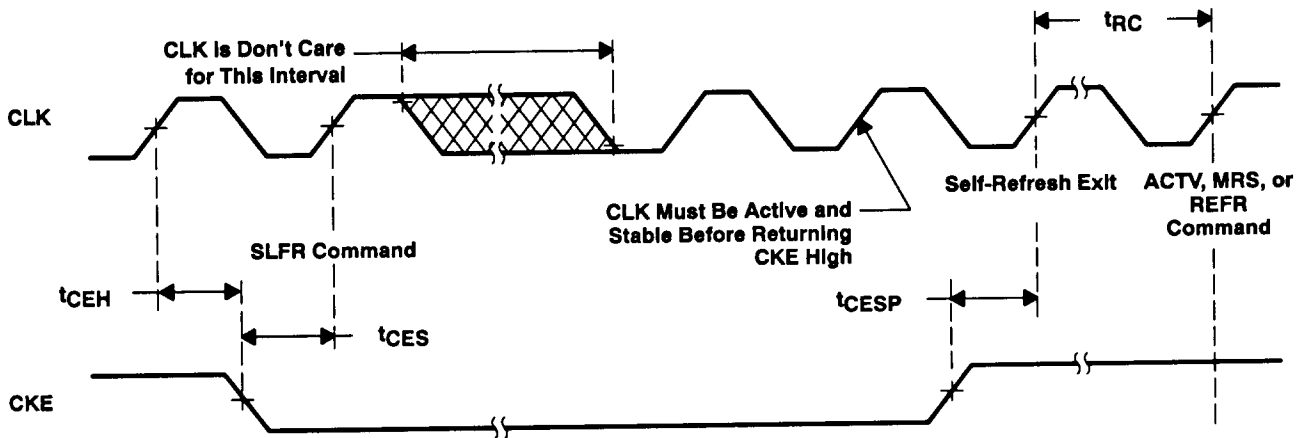 tRC
CLK is Don't Care
for This Interval
CLK
Self-Refresh Exit
ACTV, MRS, or
REFR
Command
CLK Must Be Active and
Stable Before Returning
CKE High
SLFR Command
tCEH
tCESP
tCES
CKE